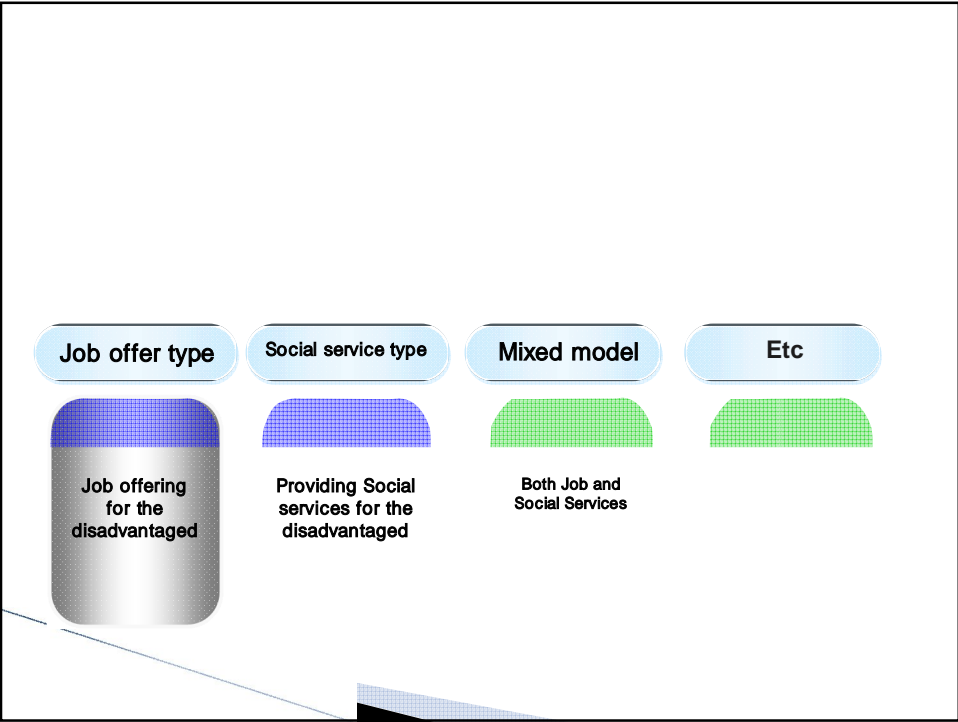 Job offer type
Social service type
Mixed model
Etc
Job offering
for the
disadvantaged
Providing Social
services for the
disadvantaged
Both Job and
Social Services